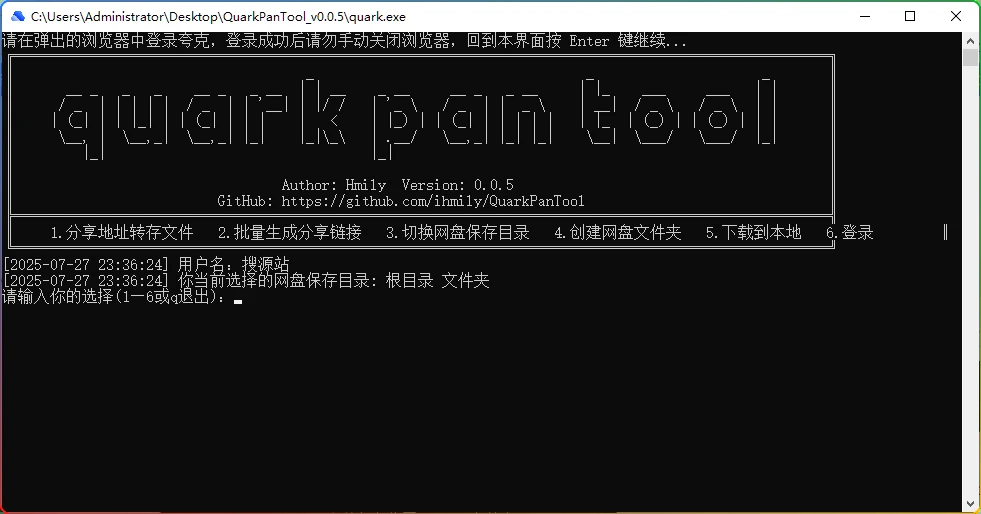 C:\Users\Administrator\Desktop\QuarkPanTool_v0.0.5\quark.exe
请在弹出的浏览器中登录夸克，登录成功后请勿手动关闭浏览器，回到本界面按 Enter 键继续...
quark pan tool
Author: Hmily  Version: 0.0.5
GitHub: https://github.com/ihmily/QuarkPanTool
1.分享地址转存文件  2.批量生成分享链接  3.切换网盘保存目录  4.创建网盘文件夹  5.下载到本地  6.登录
[2025-07-27 23:36:24] 用户名：搜源站
[2025-07-27 23:36:24] 你当前选择的网盘保存目录: 根目录 文件夹
请输入你的选择(1—6或q退出)：